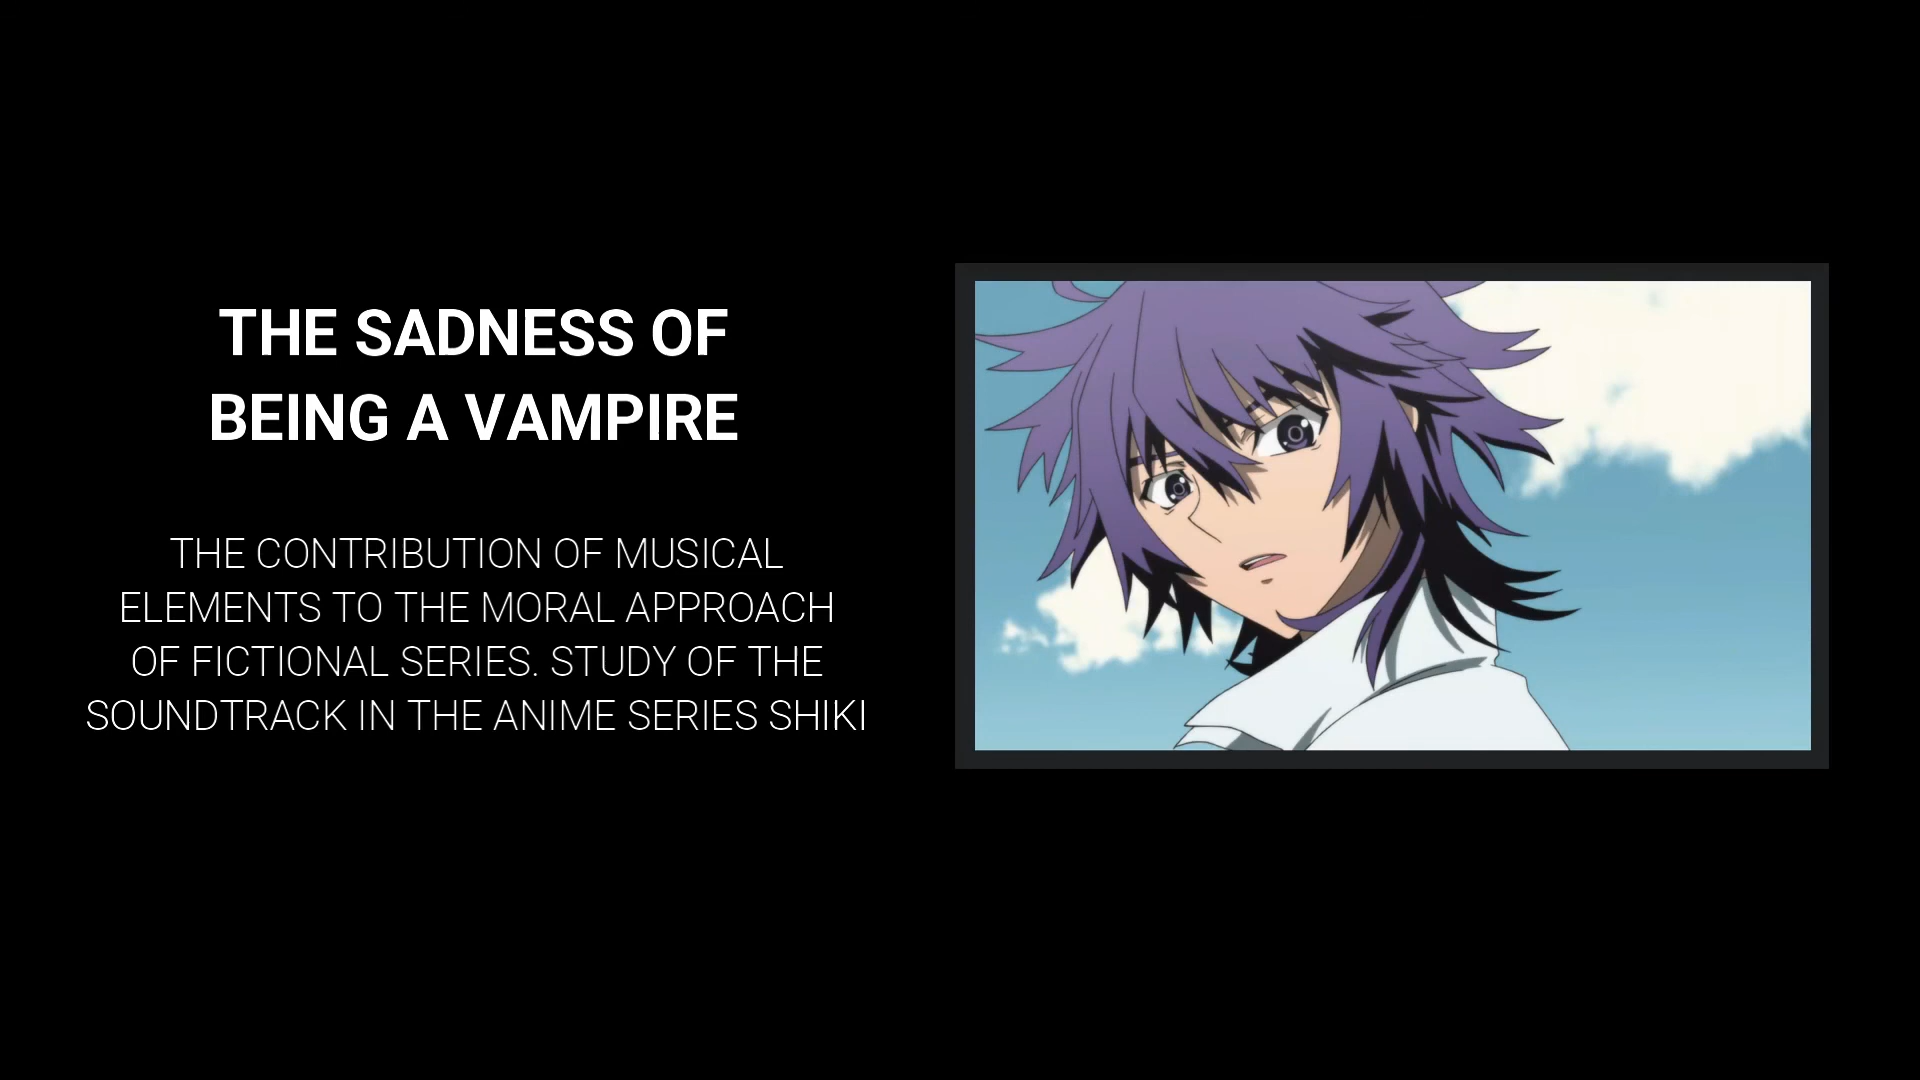 THE SADNESS OF
BEING A VAMPIRE
THE CONTRIBUTION OF MUSICAL
ELEMENTS TO THE MORAL APPROACH
OF FICTIONAL SERIES. STUDY OF THE
SOUNDTRACK IN THE ANIME SERIES SHIKI